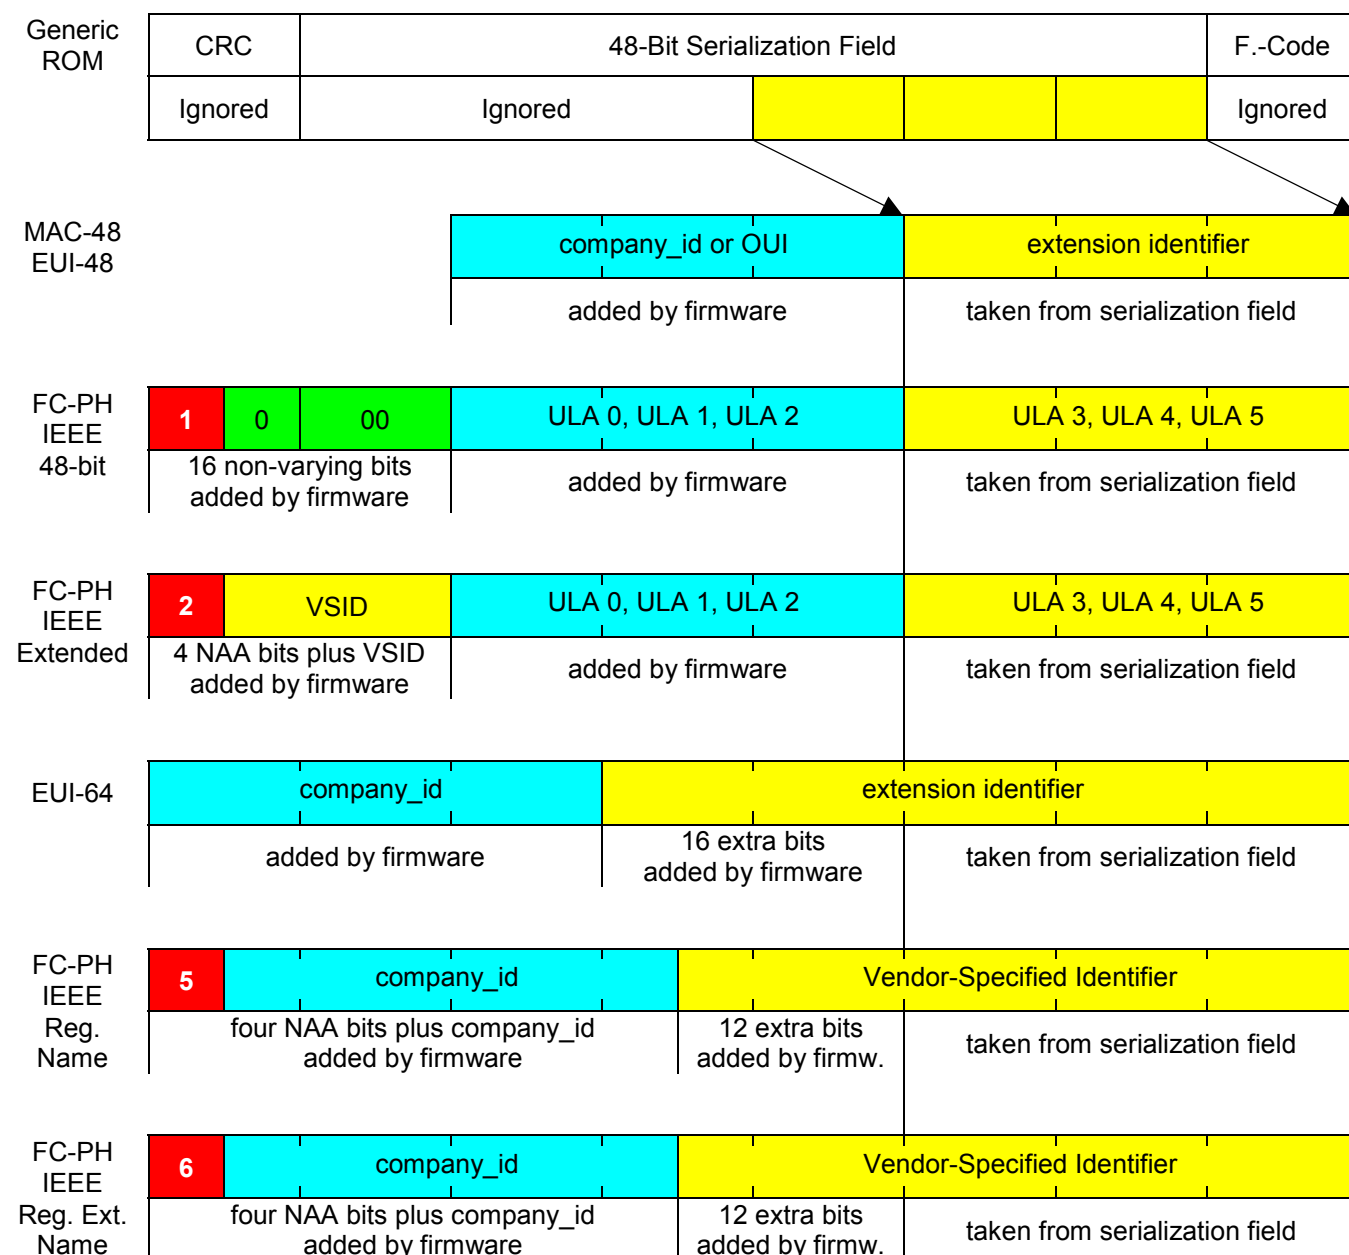 Generic
ROM
CRC
48-Bit Serialization Field
F.-Code
Ignored
Ignored
Ignored
MAC-48
EUI-48
company_id or OUI
extension identifier
added by firmware
taken from serialization field
FC-PH
IEEE
48-bit
1
0
00
ULA 0, ULA 1, ULA 2
ULA 3, ULA 4, ULA 5
16 non-varying bits
added by firmware
added by firmware
taken from serialization field
FC-PH
IEEE
Extended
2
VSID
ULA 0, ULA 1, ULA 2
ULA 3, ULA 4, ULA 5
4 NAA bits plus VSID
added by firmware
added by firmware
taken from serialization field
EUI-64
company_id
extension identifier
added by firmware
16 extra bits
added by firmware
taken from serialization field
FC-PH
IEEE
Reg.
Name
5
company_id
Vendor-Specified Identifier
four NAA bits plus company_id
added by firmware
12 extra bits
added by firmw.
taken from serialization field
FC-PH
IEEE
Reg. Ext.
Name
6
company_id
Vendor-Specified Identifier
four NAA bits plus company_id
added by firmware
12 extra bits
added by firmw.
taken from serialization field